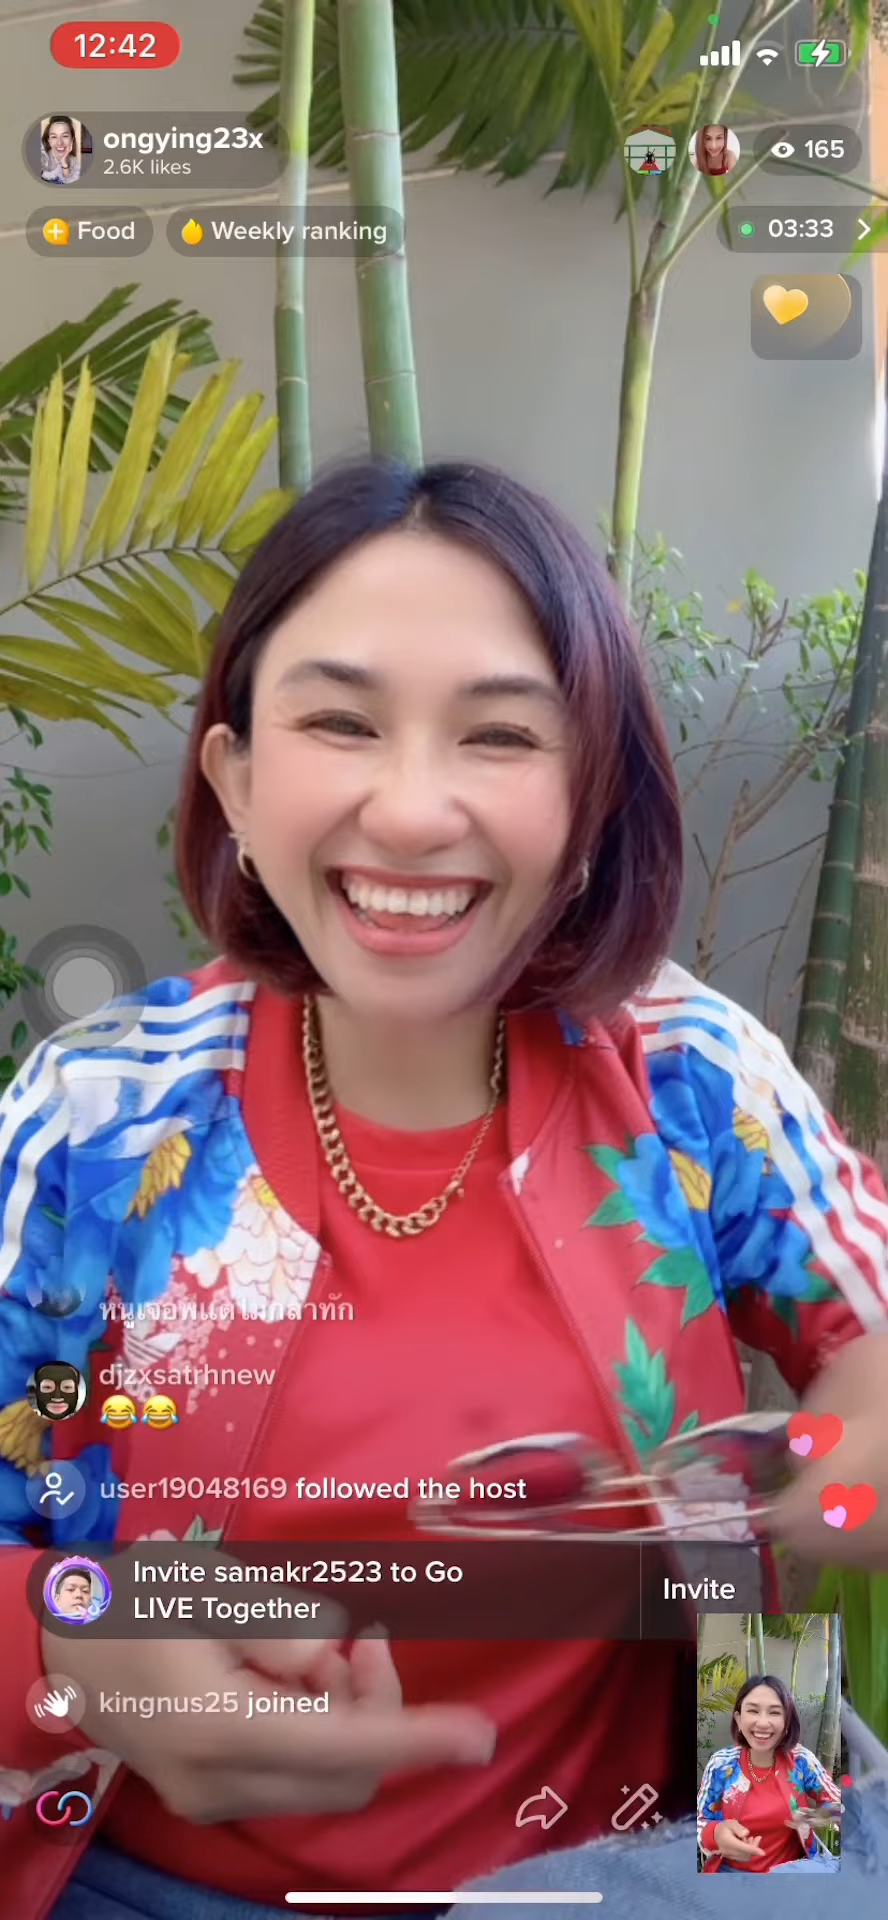 12:42
ongying23x
2.6K likes
165
Food
Weekly ranking
03:33
หนูเจอพี่แต่ไม่กล้าทัก
djzxsatrhnew
😂😂
user19048169 followed the host
Invite samakr2523 to Go
LIVE Together
Invite
kingnus25 joined